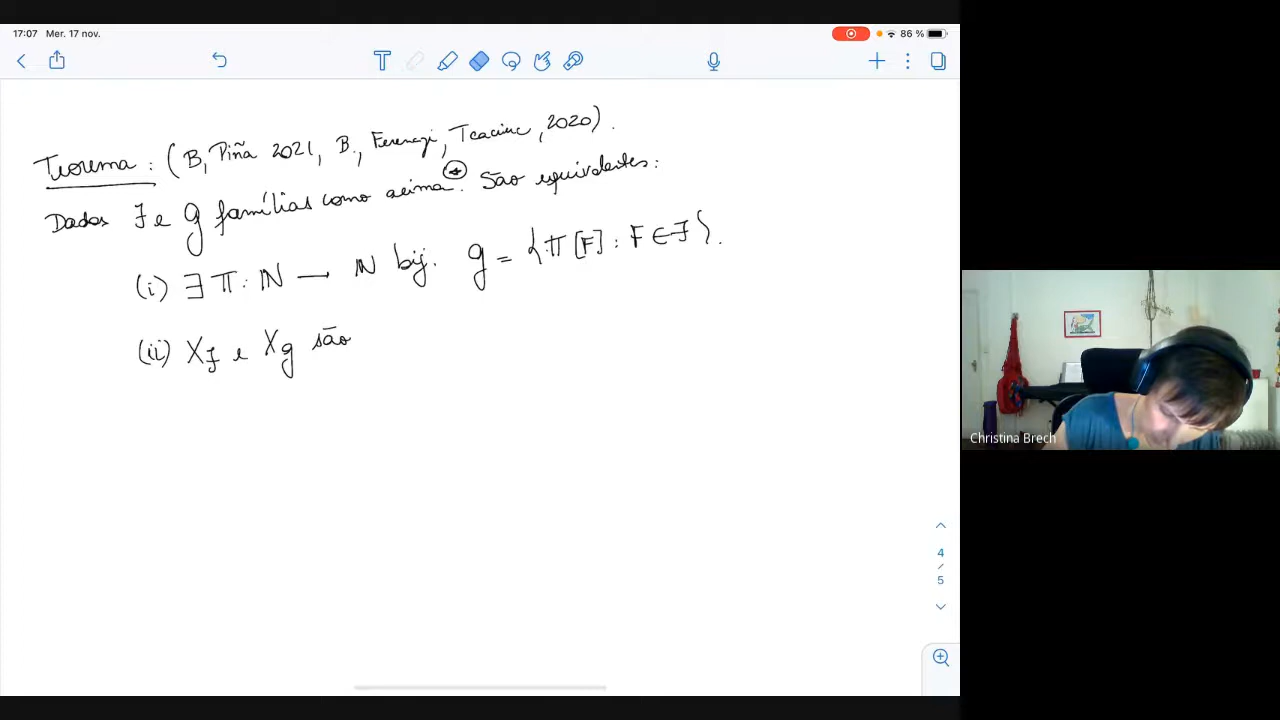 17:07 Mer. 17 nov. 86 %
Teorema: (B, Piña 2021, B., Ferenczi, Tcaciuc, 2020).
Dadas F e G famílias como acima *. São equivalentes:
(i) ∃ π: ℕ → ℕ bij. G = {π[F] : F ∈ F}.
(ii) X_F e X_G são
Christina Brech
4
/
5